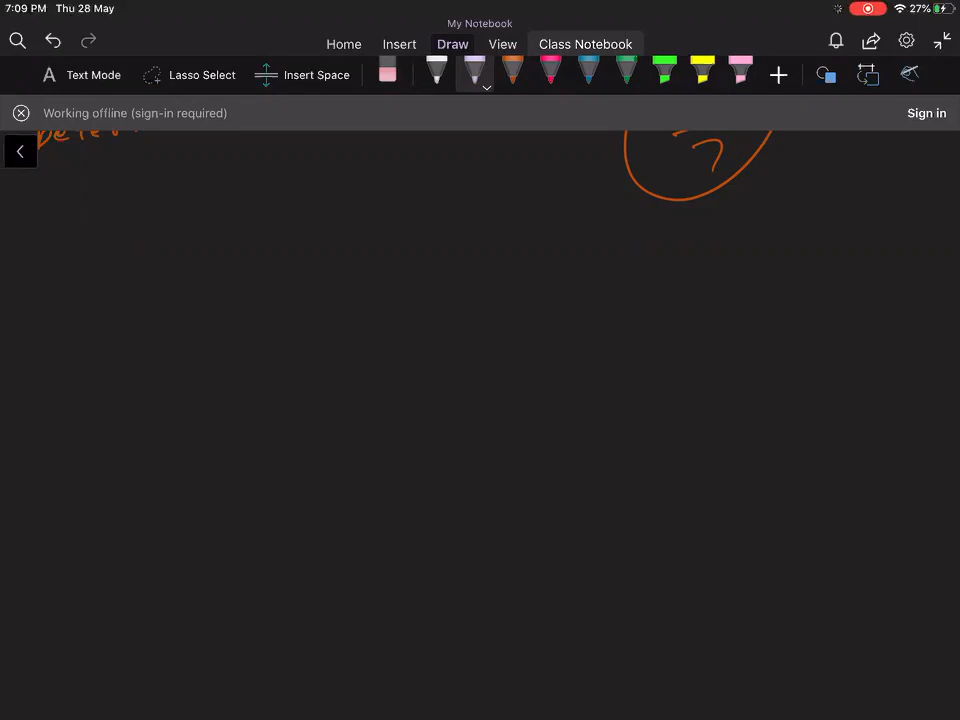 7:09 PM Thu 28 May
27%
My Notebook
Home Insert Draw View Class Notebook
Text Mode Lasso Select Insert Space
Working offline (sign-in required) Sign in
7